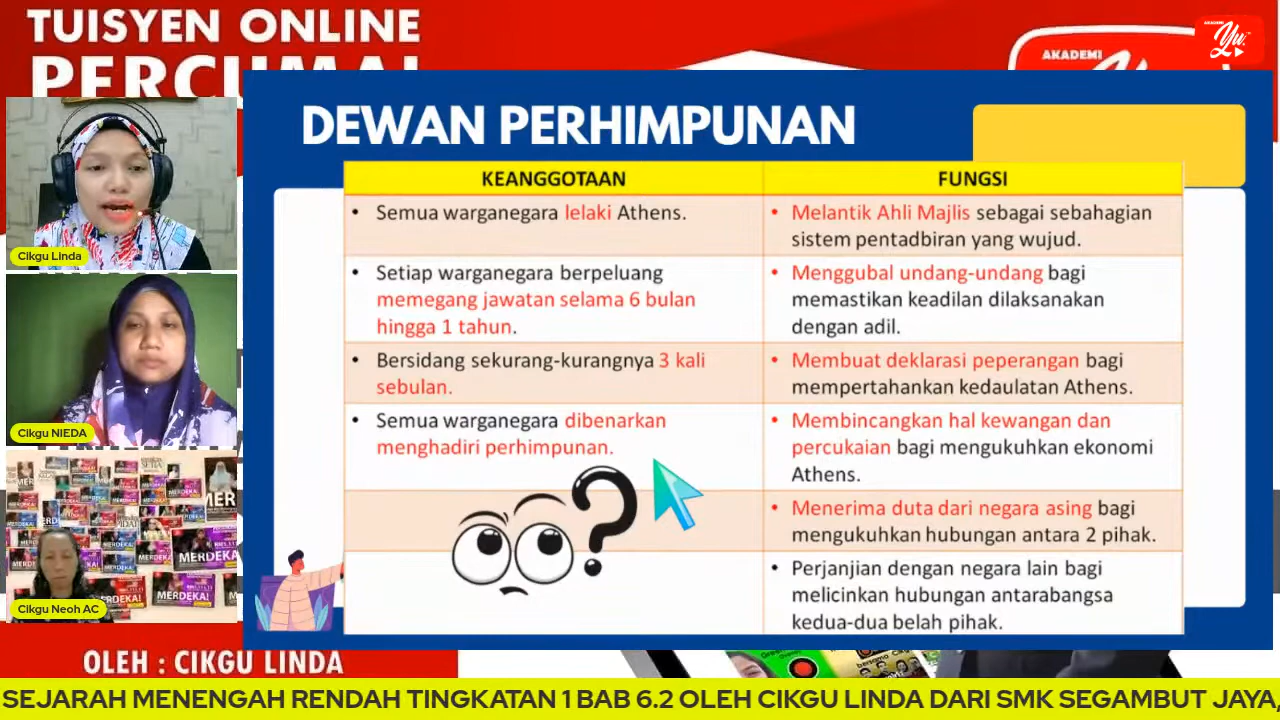 TUISYEN ONLINE
PERCUMA!
AKADEMI
AKADEMI
DEWAN PERHIMPUNAN
KEANGGOTAAN
FUNGSI
• Semua warganegara lelaki Athens.
• Melantik Ahli Majlis sebagai sebahagian
sistem pentadbiran yang wujud.
• Setiap warganegara berpeluang
memegang jawatan selama 6 bulan
hingga 1 tahun.
• Menggubal undang-undang bagi
memastikan keadilan dilaksanakan
dengan adil.
• Bersidang sekurang-kurangnya 3 kali
sebulan.
• Membuat deklarasi peperangan bagi
mempertahankan kedaulatan Athens.
• Semua warganegara dibenarkan
menghadiri perhimpunan.
• Membincangkan hal kewangan dan
percukaian bagi mengukuhkan ekonomi
Athens.
• Menerima duta dari negara asing bagi
mengukuhkan hubungan antara 2 pihak.
• Perjanjian dengan negara lain bagi
melicinkan hubungan antarabangsa
kedua-dua belah pihak.
?
Cikgu Linda
Cikgu NIEDA
MERDEKA!
MERDEKA!
MERDEKA!
MERDEKA!
Cikgu Neoh AC
OLEH : CIKGU LINDA
SEJARAH MENENGAH RENDAH TINGKATAN 1 BAB 6.2 OLEH CIKGU LINDA DARI SMK SEGAMBUT JAYA,